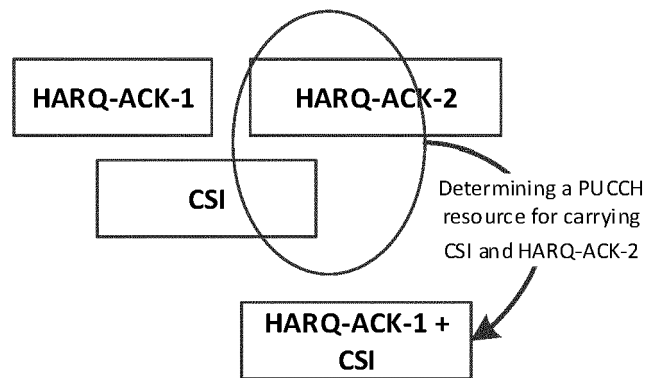 HARQ-ACK-1
HARQ-ACK-2
CSI
Determining a PUCCH
resource for carrying
CSI and HARQ-ACK-2
HARQ-ACK-1 +
CSI